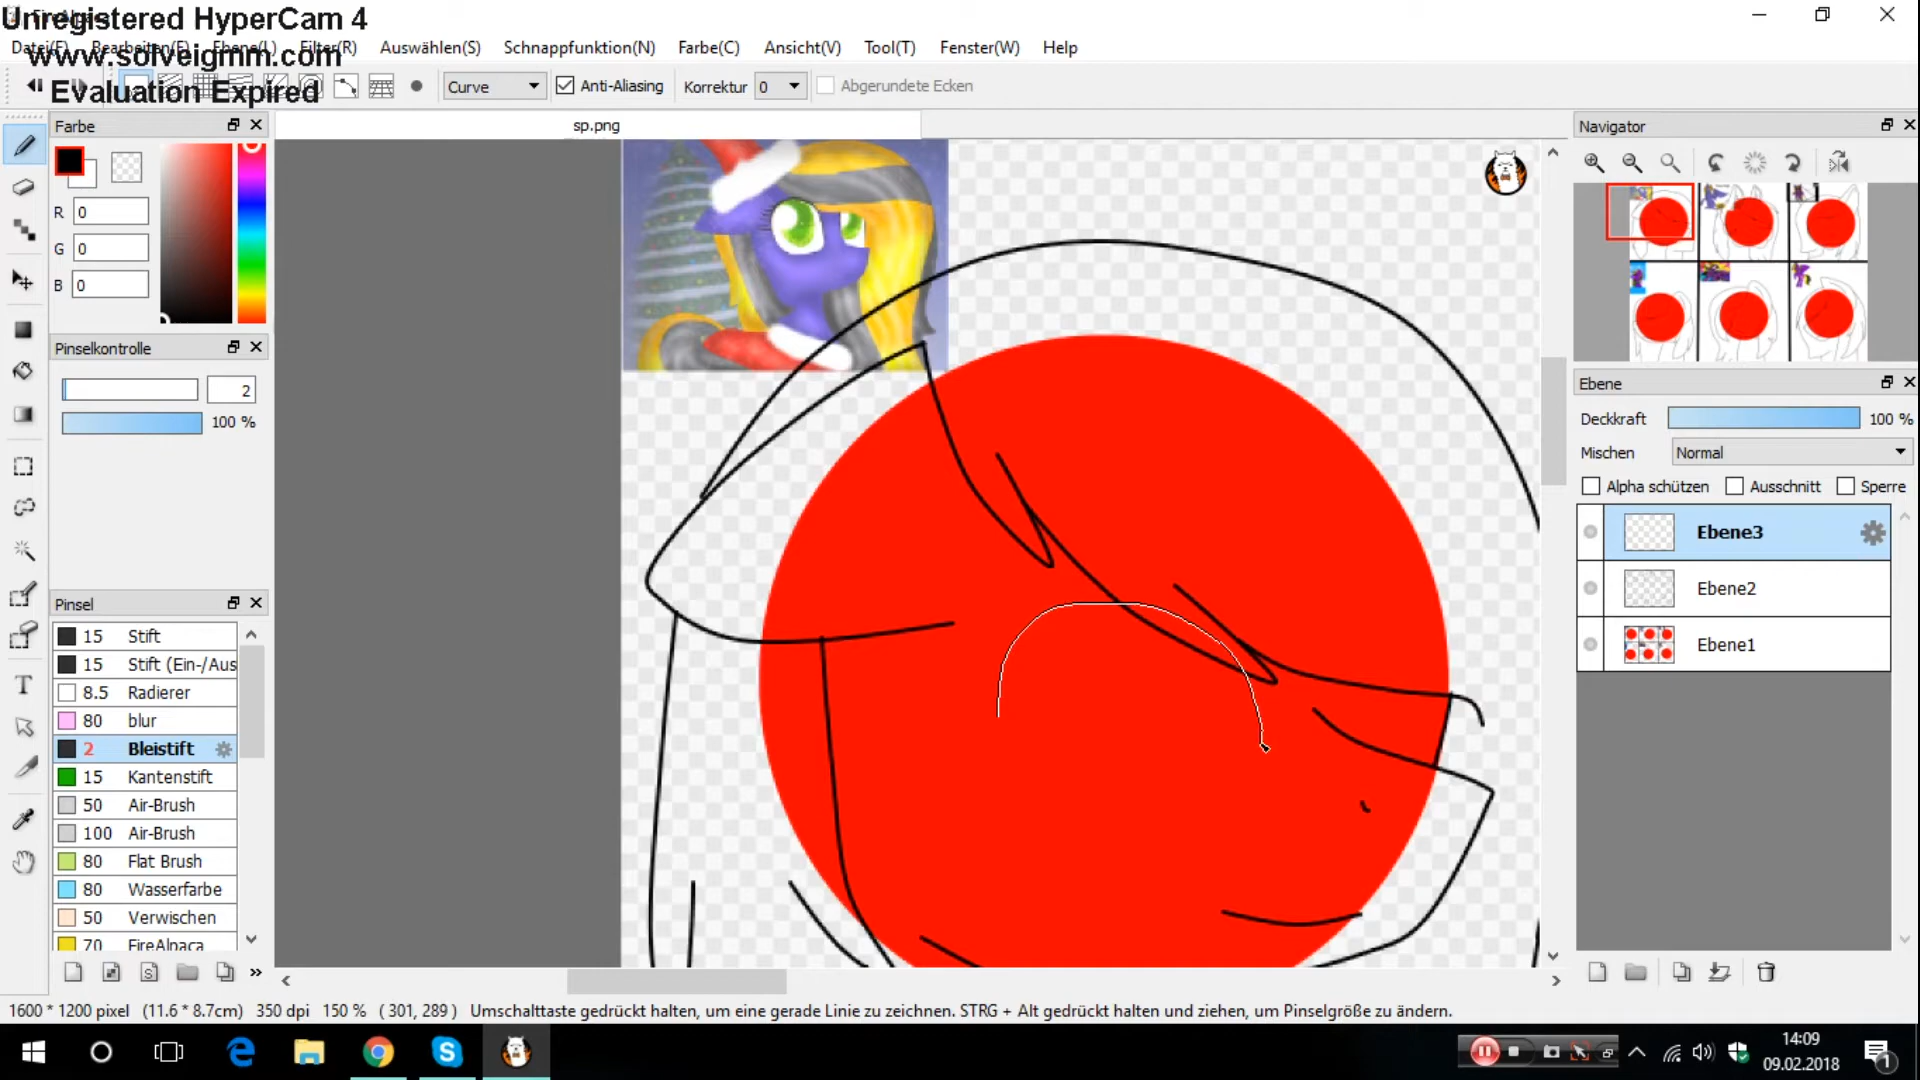 Unregistered HyperCam 4
www.solveigmm.com
Evaluation Expired
Datei(F) Bearbeiten(E) Ebene(L) Filter(R) Auswählen(S) Schnappfunktion(N) Farbe(C) Ansicht(V) Tool(T) Fenster(W) Help
Curve Anti-Aliasing Korrektur 0 Abgerundete Ecken
Farbe
R 0
G 0
B 0
Pinselkontrolle
2
100 %
Pinsel
15 Stift
15 Stift (Ein-/Aus
8.5 Radierer
80 blur
2 Bleistift
15 Kantenstift
50 Air-Brush
100 Air-Brush
80 Flat Brush
80 Wasserfarbe
50 Verwischen
70 FireAlpaca
sp.png
Navigator
Ebene
Deckkraft 100 %
Mischen Normal
Alpha schützen Ausschnitt Sperre
Ebene3
Ebene2
Ebene1
1600 * 1200 pixel (11.6 * 8.7cm) 350 dpi 150 % ( 301, 289 ) Umschalttaste gedrückt halten, um eine gerade Linie zu zeichnen. STRG + Alt gedrückt halten und ziehen, um Pinselgröße zu ändern.
14:09
09.02.2018
1